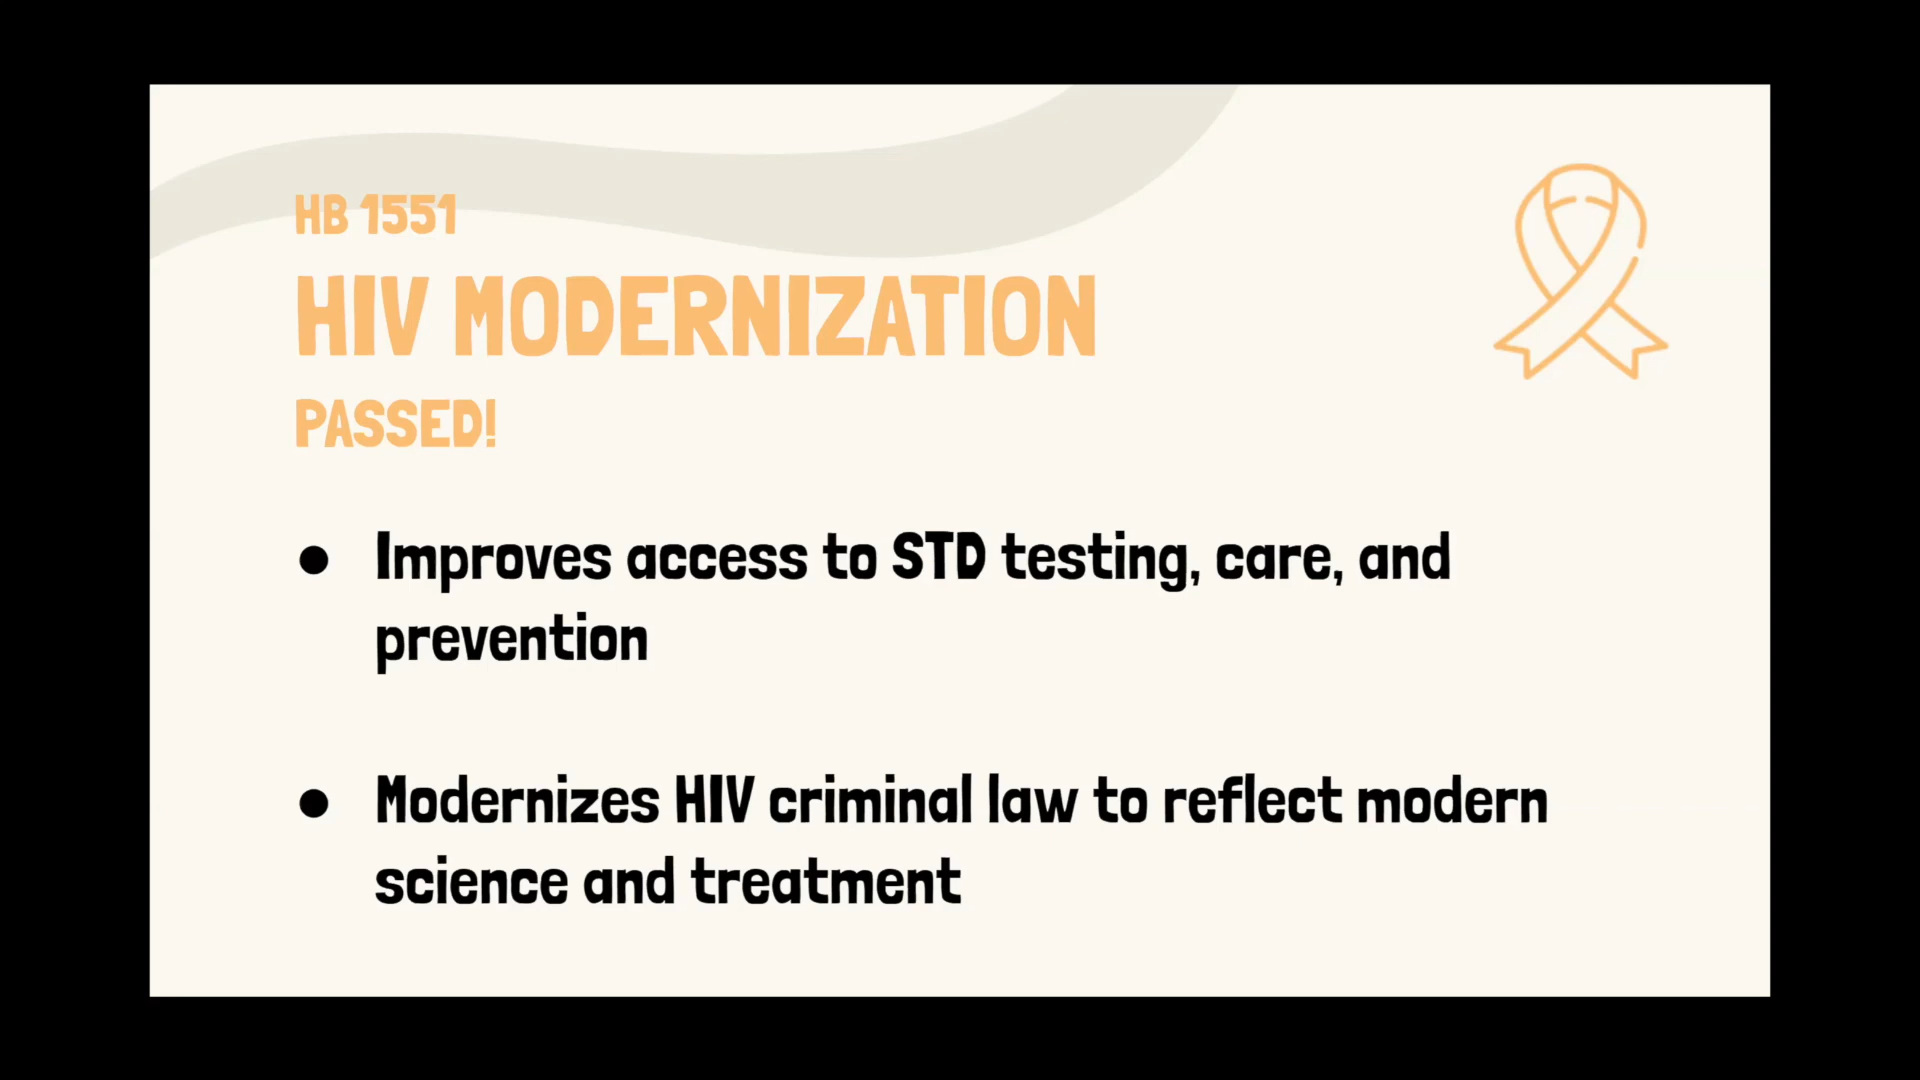 HB 1551
HIV MODERNIZATION
PASSED!
● Improves access to STD testing, care, and
prevention
● Modernizes HIV criminal law to reflect modern
science and treatment